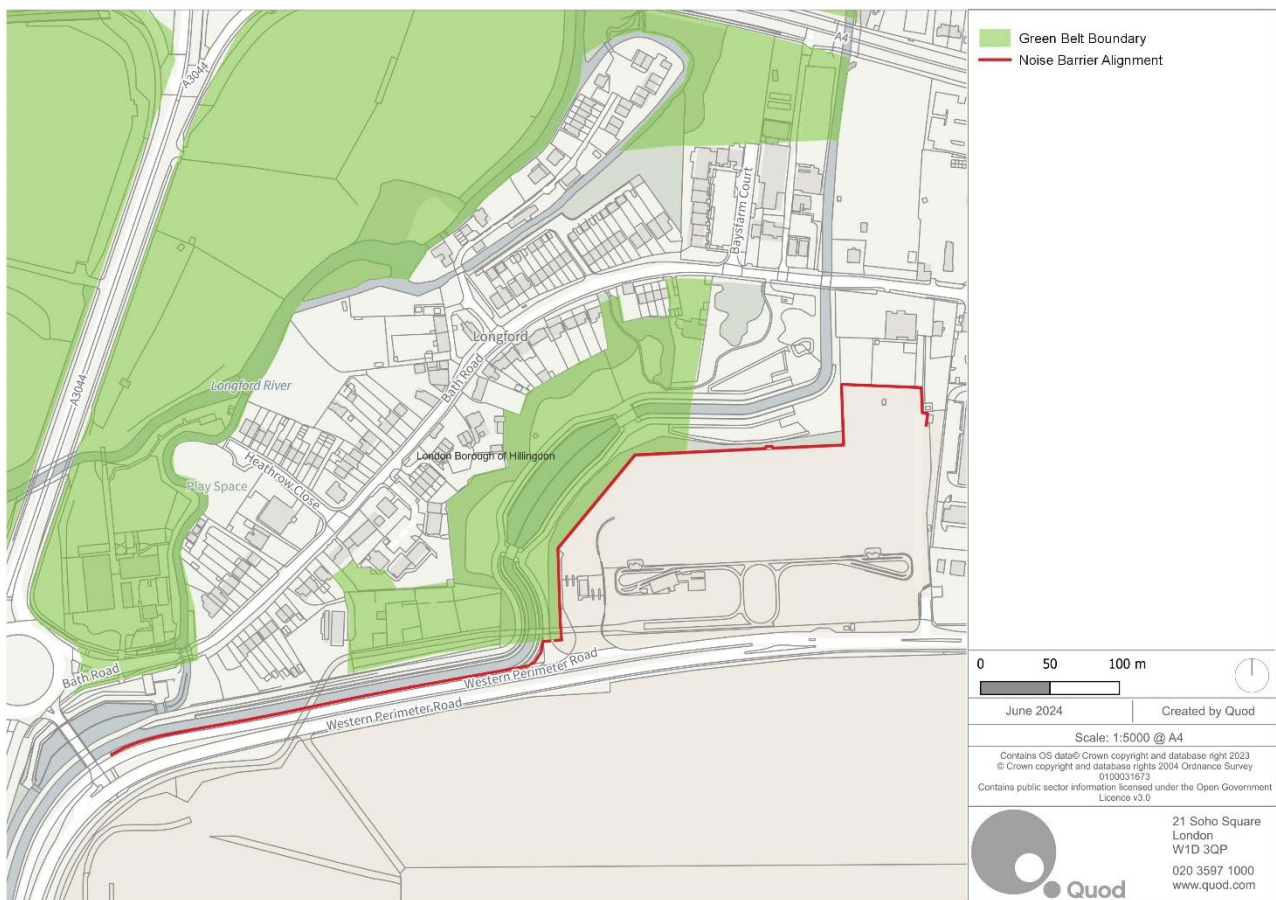 A4
A3044
Baysfarm Court
Longford
Bath Road
Longford River
A3044
London Borough of Hillingdon
Heathrow Close
Play Space
Bath Road
Western Perimeter Road
Western Perimeter Road
Green Belt Boundary
Noise Barrier Alignment
0 50 100 m
June 2024 Created by Quod
Scale: 1:5000 @ A4
Contains OS data© Crown copyright and database right 2023
© Crown copyright and database rights 2004 Ordnance Survey
0100031673
Contains public sector information licensed under the Open Government
Licence v3.0
21 Soho Square
London
W1D 3QP
020 3597 1000
www.quod.com
Quod